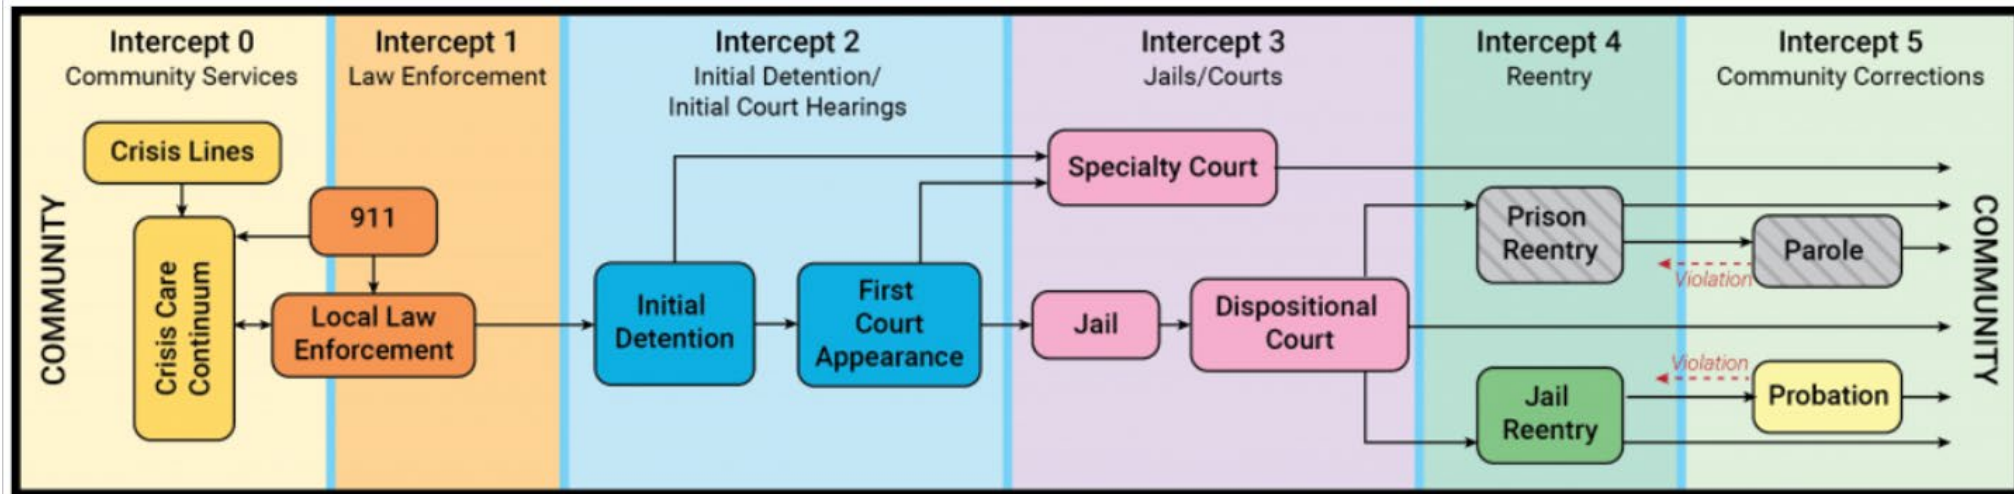 Intercept 0
Community Services
Intercept 1
Law Enforcement
Intercept 2
Initial Detention/
Initial Court Hearings
Intercept 3
Jails/Courts
Intercept 4
Reentry
Intercept 5
Community Corrections
COMMUNITY
Crisis Lines
Crisis Care
Continuum
911
Local Law
Enforcement
Initial
Detention
First
Court
Appearance
Specialty Court
Jail
Dispositional
Court
Prison
Reentry
Parole
Violation
Violation
Jail
Reentry
Probation
COMMUNITY